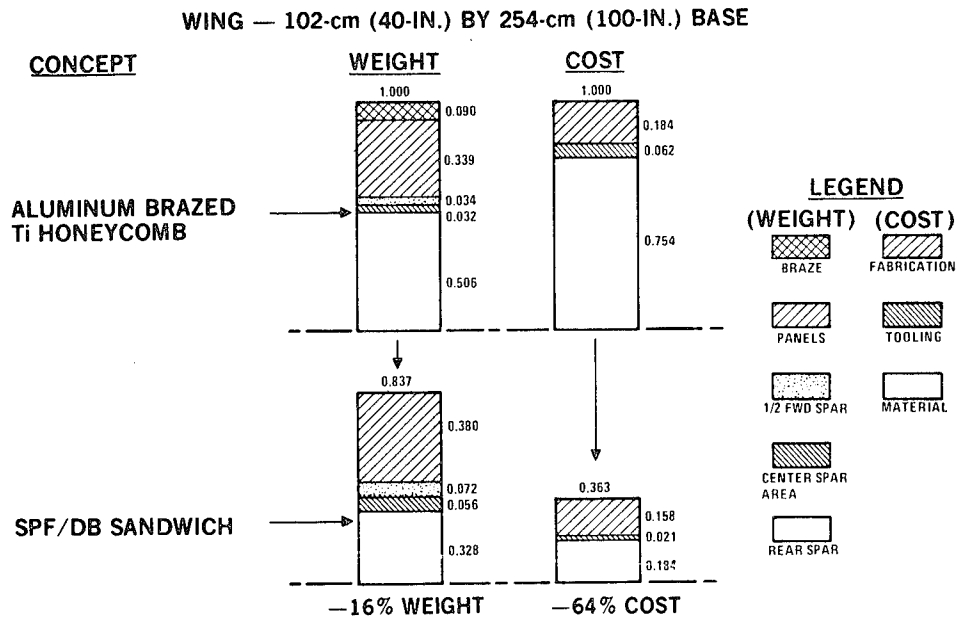 WING — 102-cm (40-IN.) BY 254-cm (100-IN.) BASE
CONCEPT
WEIGHT
COST
1.000
0.090
0.339
0.034
0.032
0.506
1.000
0.184
0.062
0.754
ALUMINUM BRAZED
Ti HONEYCOMB
LEGEND
(WEIGHT) (COST)
BRAZE
FABRICATION
PANELS
TOOLING
1/2 FWD SPAR
MATERIAL
CENTER SPAR
AREA
REAR SPAR
0.837
0.380
0.072
0.056
0.328
0.363
0.158
0.021
0.184
SPF/DB SANDWICH
—16% WEIGHT
—64% COST